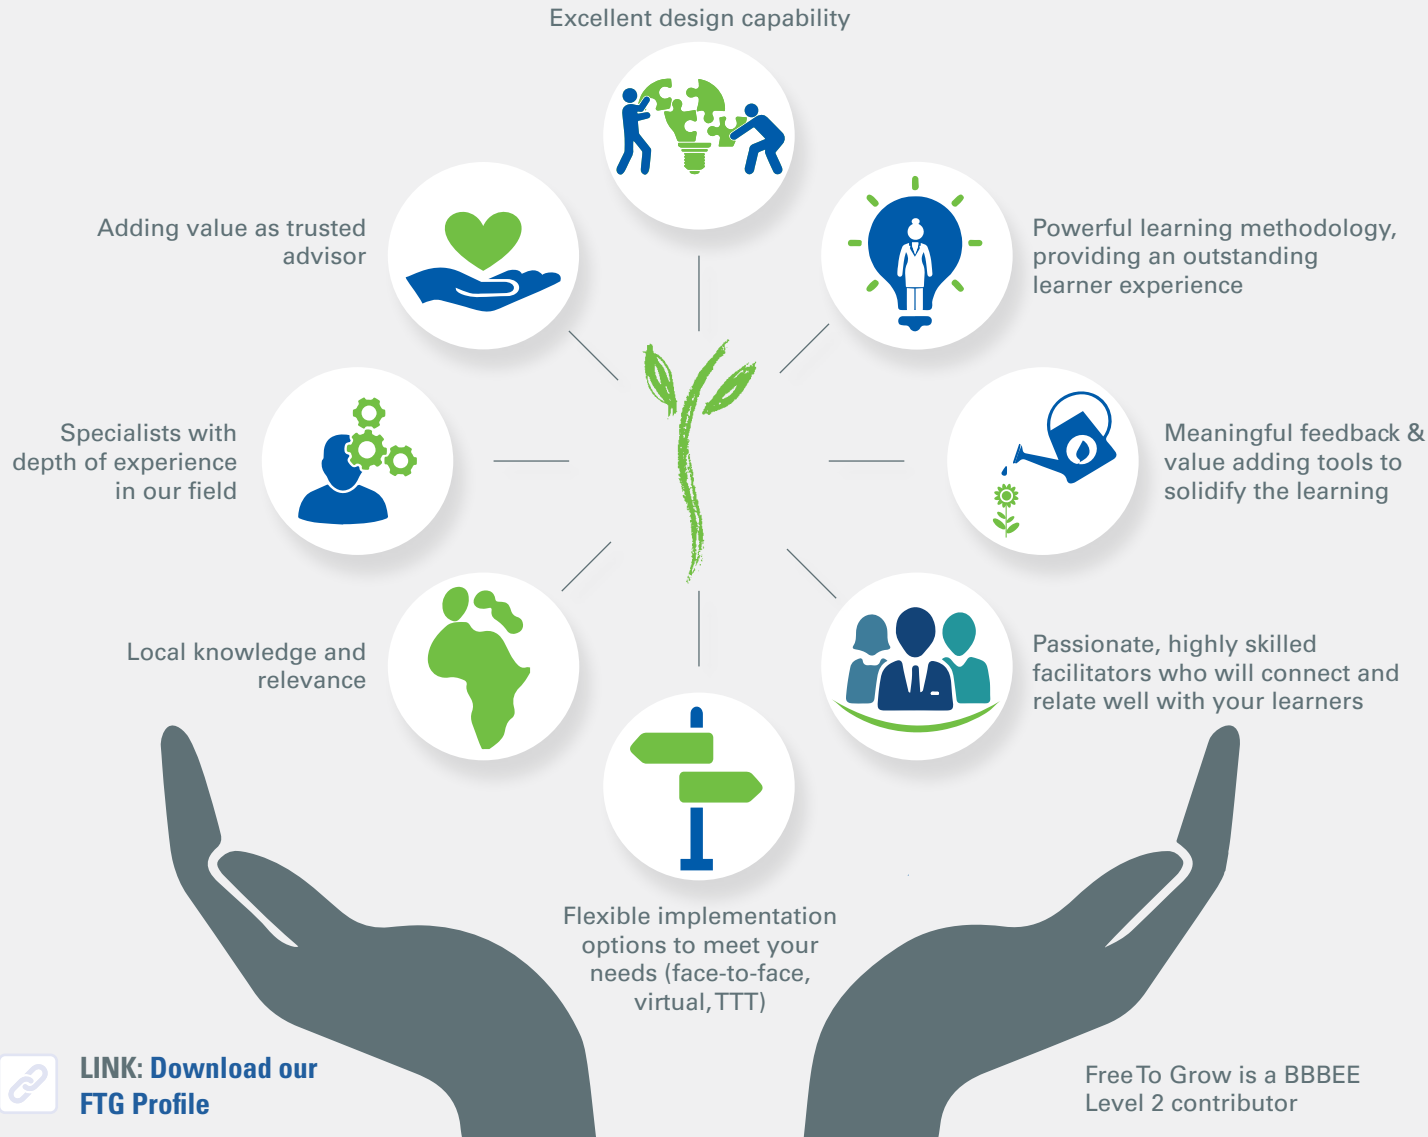 Excellent design capability
Adding value as trusted
advisor
Powerful learning methodology,
providing an outstanding
learner experience
Specialists with
depth of experience
in our field
Meaningful feedback &
value adding tools to
solidify the learning
Local knowledge and
relevance
Passionate, highly skilled
facilitators who will connect and
relate well with your learners
Flexible implementation
options to meet your
needs (face-to-face,
virtual, TTT)
LINK: Download our
FTG Profile
Free To Grow is a BBBEE
Level 2 contributor